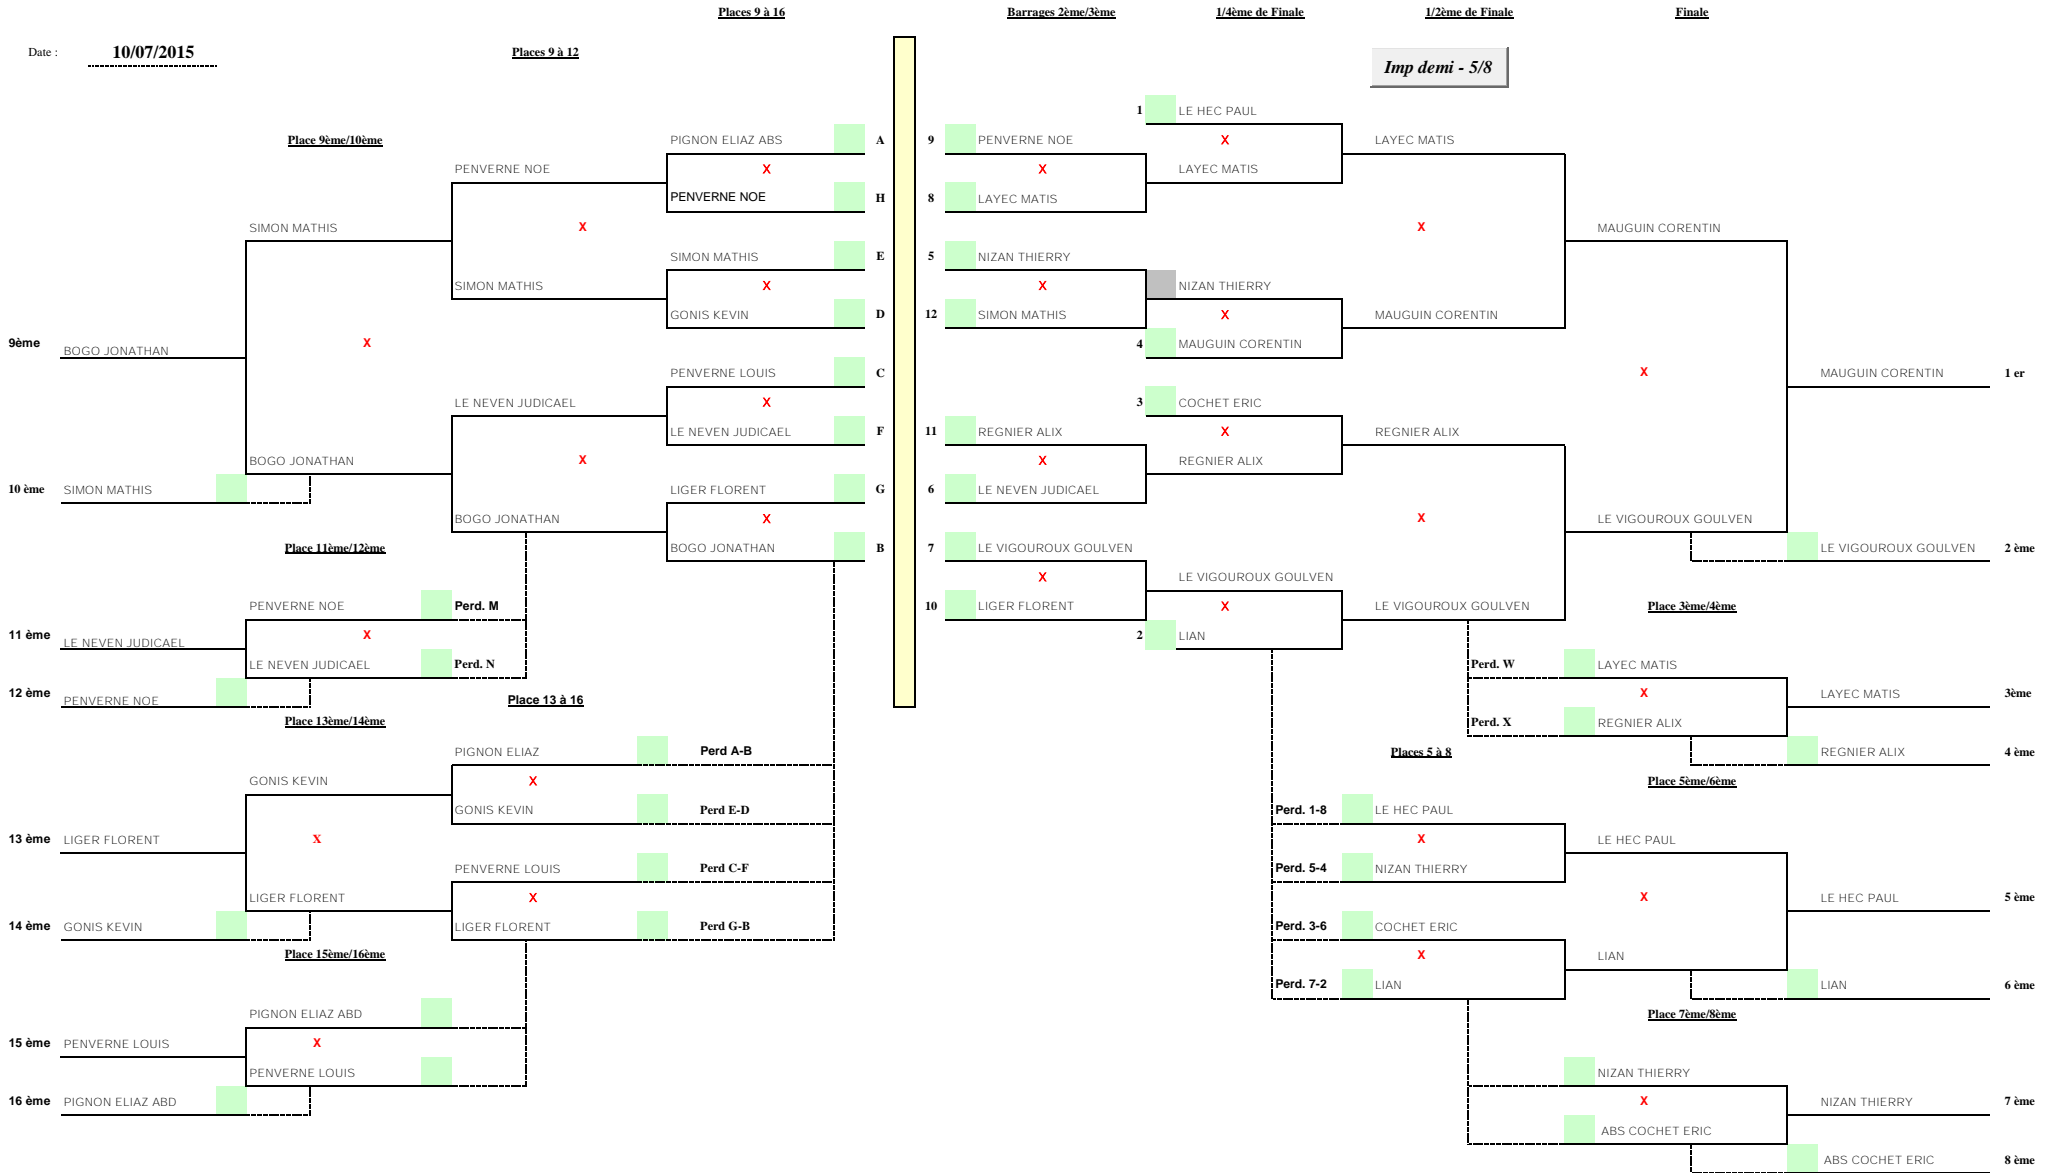 Places 9 à 16 Barrages 2ème/3ème 1/4ème de Finale 1/2ème de Finale Finale
Date : 10/07/2015 Places 9 à 12
Imp demi - 5/8
1 LE HEC PAUL
Place 9ème/10ème PIGNON ELIAZ ABS A 9 PENVERNE NOE X LAYEC MATIS
PENVERNE NOE X X LAYEC MATIS
PENVERNE NOE H 8 LAYEC MATIS
SIMON MATHIS X X MAUGUIN CORENTIN
SIMON MATHIS E 5 NIZAN THIERRY
SIMON MATHIS X X NIZAN THIERRY
GONIS KEVIN D 12 SIMON MATHIS X MAUGUIN CORENTIN
9ème BOGO JONATHAN X 4 MAUGUIN CORENTIN
PENVERNE LOUIS C X MAUGUIN CORENTIN 1 er
LE NEVEN JUDICAEL X 3 COCHET ERIC
LE NEVEN JUDICAEL F 11 REGNIER ALIX X REGNIER ALIX
BOGO JONATHAN X X REGNIER ALIX
10 ème SIMON MATHIS LIGER FLORENT G 6 LE NEVEN JUDICAEL
BOGO JONATHAN X X LE VIGOUROUX GOULVEN
Place 11ème/12ème BOGO JONATHAN B 7 LE VIGOUROUX GOULVEN LE VIGOUROUX GOULVEN 2 ème
X LE VIGOUROUX GOULVEN
PENVERNE NOE Perd. M 10 LIGER FLORENT X LE VIGOUROUX GOULVEN Place 3ème/4ème
11 ème LE NEVEN JUDICAEL X 2 LIAN
LE NEVEN JUDICAEL Perd. N Perd. W LAYEC MATIS
12 ème PENVERNE NOE Place 13 à 16 X LAYEC MATIS 3ème
Place 13ème/14ème Perd. X REGNIER ALIX
PIGNON ELIAZ Perd A-B Places 5 à 8 REGNIER ALIX 4 ème
GONIS KEVIN X Place 5ème/6ème
GONIS KEVIN Perd E-D Perd. 1-8 LE HEC PAUL
13 ème LIGER FLORENT X X LE HEC PAUL
PENVERNE LOUIS Perd C-F Perd. 5-4 NIZAN THIERRY
LIGER FLORENT X X LE HEC PAUL 5 ème
14 ème GONIS KEVIN LIGER FLORENT Perd G-B Perd. 3-6 COCHET ERIC
Place 15ème/16ème X LIAN
Perd. 7-2 LIAN LIAN 6 ème
PIGNON ELIAZ ABD Place 7ème/8ème
15 ème PENVERNE LOUIS X
PENVERNE LOUIS NIZAN THIERRY
16 ème PIGNON ELIAZ ABD X NIZAN THIERRY 7 ème
ABS COCHET ERIC
ABS COCHET ERIC 8 ème